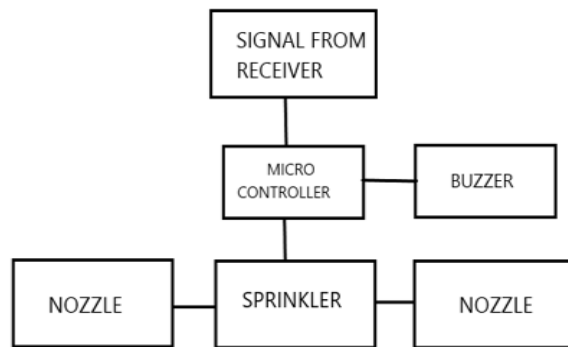 SIGNAL FROM
RECEIVER
MICRO
CONTROLLER
BUZZER
NOZZLE
SPRINKLER
NOZZLE